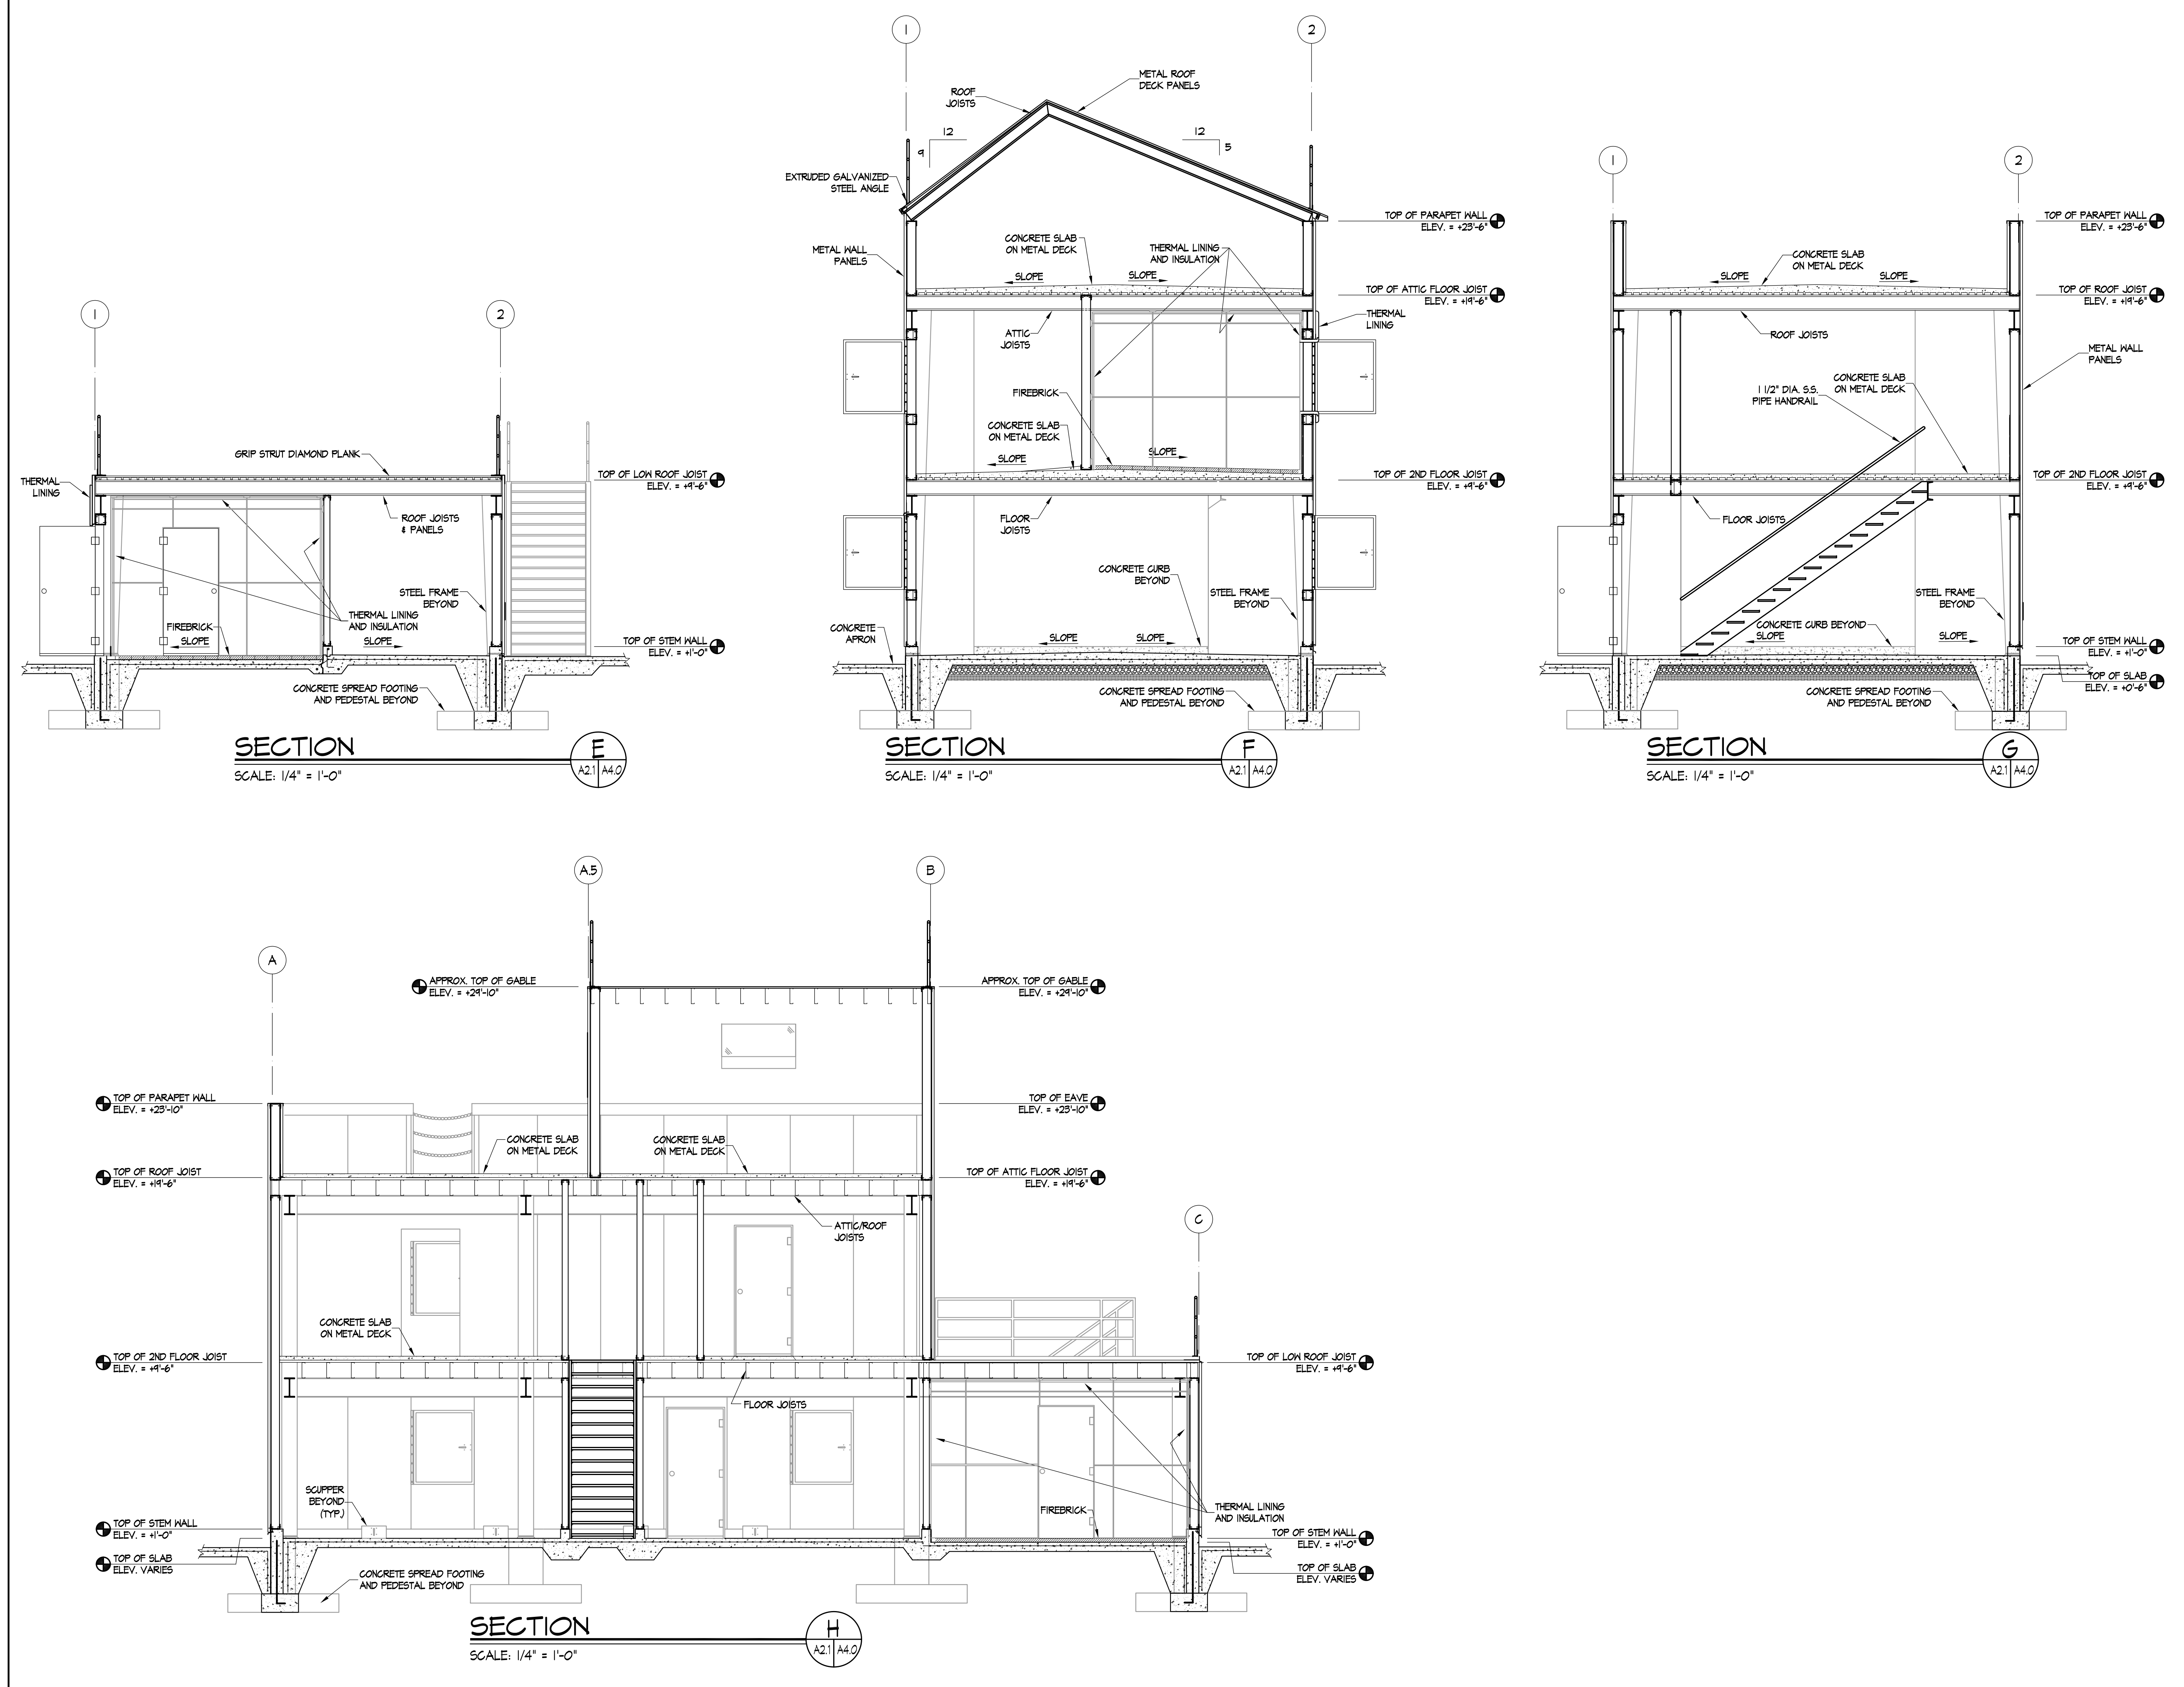 1
2
THERMAL
LINING
GRIP STRUT DIAMOND PLANK
TOP OF LOW ROOF JOIST
ELEV. = +9'-6"
ROOF JOISTS
& PANELS
STEEL FRAME
BEYOND
THERMAL LINING
AND INSULATION
FIREBRICK
SLOPE
SLOPE
TOP OF STEM WALL
ELEV. = +1'-0"
CONCRETE SPREAD FOOTING
AND PEDESTAL BEYOND
SECTION
SCALE: 1/4" = 1'-0"
E
A2.1 A4.0
1
2
ROOF
JOISTS
METAL ROOF
DECK PANELS
12
9
12
5
EXTRUDED GALVANIZED
STEEL ANGLE
TOP OF PARAPET WALL
ELEV. = +23'-6"
METAL WALL
PANELS
CONCRETE SLAB
ON METAL DECK
THERMAL LINING
AND INSULATION
SLOPE
SLOPE
TOP OF ATTIC FLOOR JOIST
ELEV. = +19'-6"
THERMAL
LINING
ATTIC
JOISTS
FIREBRICK
CONCRETE SLAB
ON METAL DECK
SLOPE
SLOPE
TOP OF 2ND FLOOR JOIST
ELEV. = +9'-6"
FLOOR
JOISTS
CONCRETE CURB
BEYOND
STEEL FRAME
BEYOND
CONCRETE
APRON
SLOPE
SLOPE
CONCRETE SPREAD FOOTING
AND PEDESTAL BEYOND
SECTION
SCALE: 1/4" = 1'-0"
F
A2.1 A4.0
1
2
TOP OF PARAPET WALL
ELEV. = +23'-6"
CONCRETE SLAB
ON METAL DECK
SLOPE
SLOPE
TOP OF ROOF JOIST
ELEV. = +19'-6"
ROOF JOISTS
METAL WALL
PANELS
1 1/2" DIA. S.S.
PIPE HANDRAIL
CONCRETE SLAB
ON METAL DECK
TOP OF 2ND FLOOR JOIST
ELEV. = +9'-6"
FLOOR JOISTS
STEEL FRAME
BEYOND
CONCRETE CURB BEYOND
SLOPE
SLOPE
TOP OF STEM WALL
ELEV. = +1'-0"
TOP OF SLAB
ELEV. = +0'-6"
CONCRETE SPREAD FOOTING
AND PEDESTAL BEYOND
SECTION
SCALE: 1/4" = 1'-0"
G
A2.1 A4.0
A
A.5
B
C
APPROX. TOP OF GABLE
ELEV. = +29'-10"
APPROX. TOP OF GABLE
ELEV. = +29'-10"
TOP OF PARAPET WALL
ELEV. = +23'-10"
TOP OF EAVE
ELEV. = +23'-10"
CONCRETE SLAB
ON METAL DECK
CONCRETE SLAB
ON METAL DECK
TOP OF ROOF JOIST
ELEV. = +19'-6"
TOP OF ATTIC FLOOR JOIST
ELEV. = +19'-6"
ATTIC/ROOF
JOISTS
CONCRETE SLAB
ON METAL DECK
TOP OF 2ND FLOOR JOIST
ELEV. = +9'-6"
TOP OF LOW ROOF JOIST
ELEV. = +9'-6"
FLOOR JOISTS
SCUPPER
BEYOND
(TYP.)
FIREBRICK
THERMAL LINING
AND INSULATION
TOP OF STEM WALL
ELEV. = +1'-0"
TOP OF STEM WALL
ELEV. = +1'-0"
TOP OF SLAB
ELEV. VARIES
TOP OF SLAB
ELEV. VARIES
CONCRETE SPREAD FOOTING
AND PEDESTAL BEYOND
SECTION
SCALE: 1/4" = 1'-0"
H
A2.1 A4.0